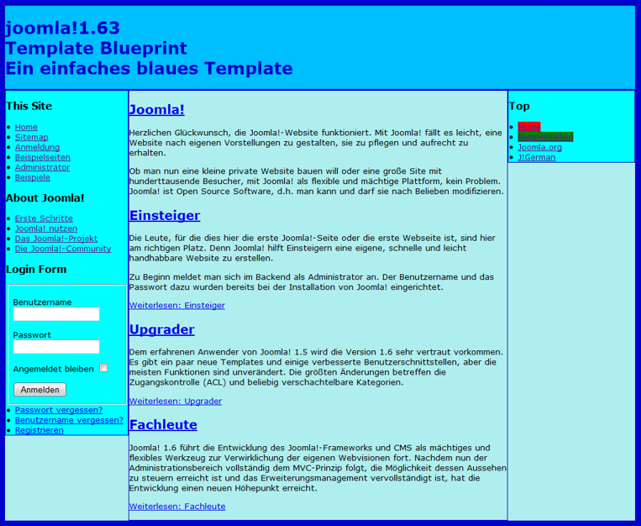 joomla!1.63
Template Blueprint
Ein einfaches blaues Template
This Site
Home
Sitemap
Anmeldung
Beispielseiten
Administrator
Beispiele
About Joomla!
Erste Schritte
Joomla! nutzen
Das Joomla!-Projekt
Die Joomla!-Community
Login Form
Benutzername
Passwort
Angemeldet bleiben
Anmelden
Passwort vergessen?
Benutzername vergessen?
Registrieren
Joomla!
Herzlichen Glückwunsch, die Joomla!-Website funktioniert. Mit Joomla! fällt es leicht, eine
Website nach eigenen Vorstellungen zu gestalten, sie zu pflegen und aufrecht zu
erhalten.
Ob man nun eine kleine private Website bauen will oder eine große Site mit
hunderttausende Besucher, mit Joomla! als flexible und mächtige Plattform, kein Problem.
Joomla! ist Open Source Software, d.h. man kann und darf sie nach Belieben modifizieren.
Einsteiger
Die Leute, für die dies hier die erste Joomla!-Seite oder die erste Webseite ist, sind hier
am richtigen Platz. Denn Joomla! hilft Einsteigern eine eigene, schnelle und leicht
handhabbare Website zu erstellen.
Zu Beginn meldet man sich im Backend als Administrator an. Der Benutzername und das
Passwort dazu wurden bereits bei der Installation von Joomla! eingerichtet.
Weiterlesen: Einsteiger
Upgrader
Dem erfahrenen Anwender von Joomla! 1.5 wird die Version 1.6 sehr vertraut vorkommen.
Es gibt ein paar neue Templates und einige verbesserte Benutzerschnittstellen, aber die
meisten Funktionen sind unverändert. Die größten Änderungen betreffen die
Zugangskontrolle (ACL) und beliebig verschachtelbare Kategorien.
Weiterlesen: Upgrader
Fachleute
Joomla! 1.6 führt die Entwicklung des Joomla!-Frameworks und CMS als mächtiges und
flexibles Werkzeug zur Verwirklichung der eigenen Webvisionen fort. Nachdem nun der
Administrationsbereich vollständig dem MVC-Prinzip folgt, die Möglichkeit dessen Aussehen
zu steuern erreicht ist und das Erweiterungsmanagement vervollständigt ist, hat die
Entwicklung einen neuen Höhepunkt erreicht.
Weiterlesen: Fachleute
Top
Joomla.org
J!German